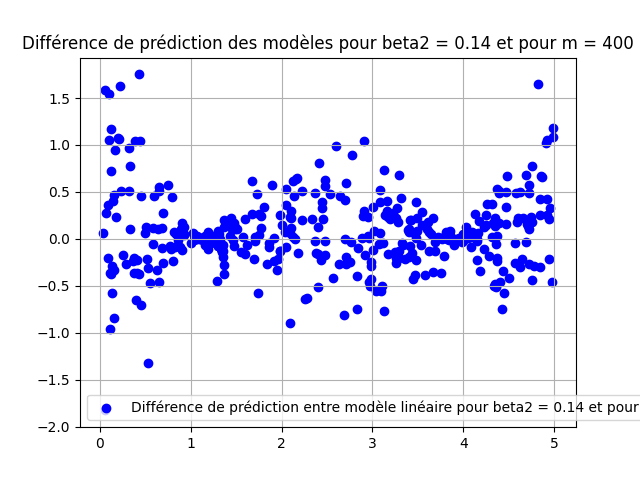 Différence de prédiction des modèles pour beta2 = 0.14 et pour m = 400
1.5
1.0
0.5
0.0
−0.5
−1.0
−1.5
−2.0
Différence de prédiction entre modèle linéaire pour beta2 = 0.14 et pour
0 1 2 3 4 5